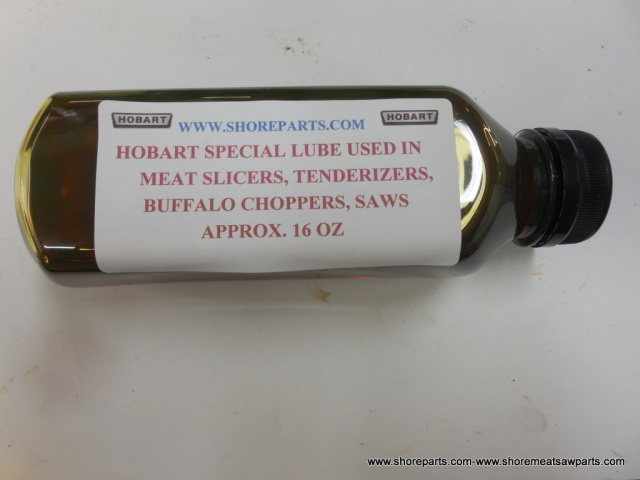 HOBART
HOBART
WWW.SHOREPARTS.COM
HOBART SPECIAL LUBE USED IN
MEAT SLICERS, TENDERIZERS,
BUFFALO CHOPPERS, SAWS
APPROX. 16 OZ
www.shoreparts.com-www.shoremeatsawparts.com